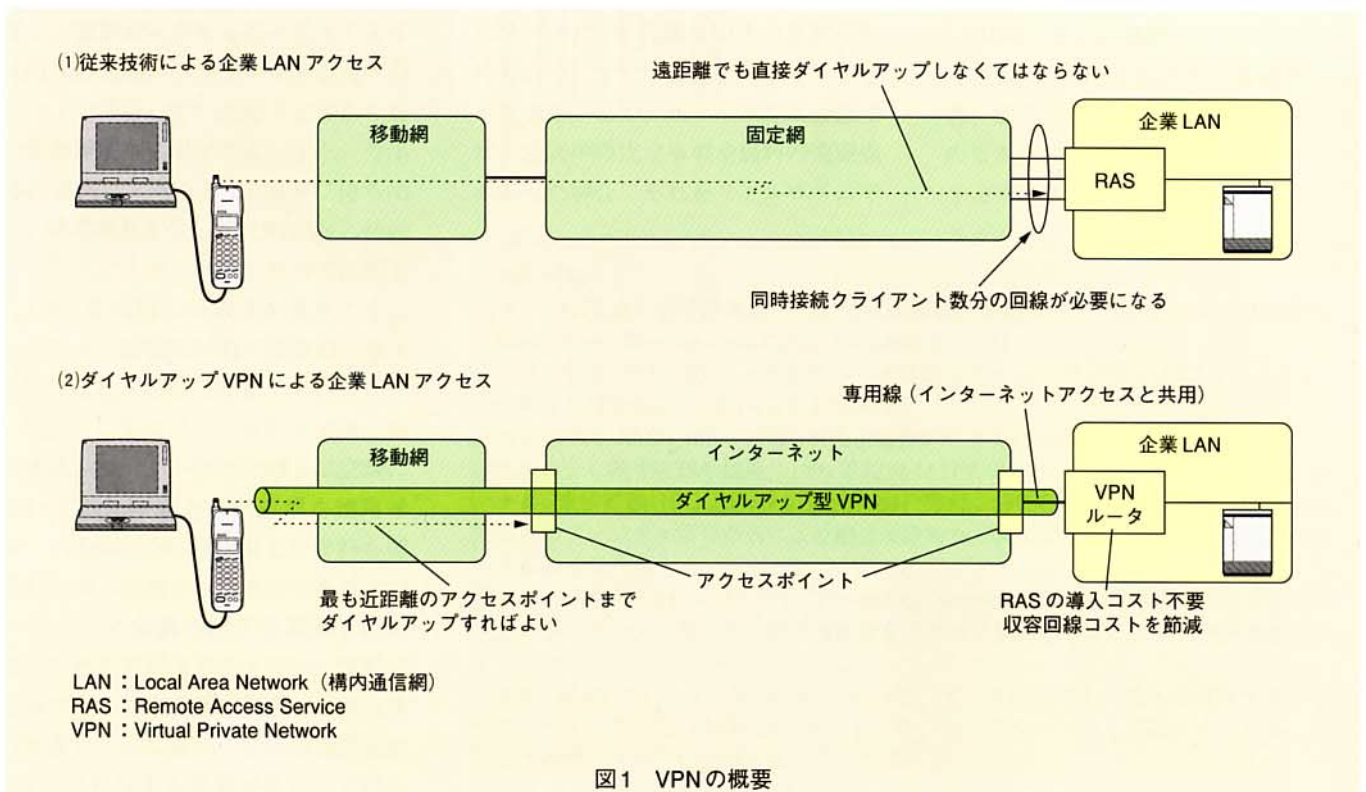 (1)従来技術による企業LANアクセス
遠距離でも直接ダイヤルアップしなくてはならない
移動網
固定網
企業LAN
RAS
同時接続クライアント数分の回線が必要になる
(2)ダイヤルアップVPNによる企業LANアクセス
専用線（インターネットアクセスと共用）
移動網
インターネット
企業LAN
ダイヤルアップ型VPN
VPN
ルータ
アクセスポイント
最も近距離のアクセスポイントまで
ダイヤルアップすればよい
RASの導入コスト不要
収容回線コストを節減
LAN：Local Area Network（構内通信網）
RAS：Remote Access Service
VPN：Virtual Private Network
図1 VPNの概要